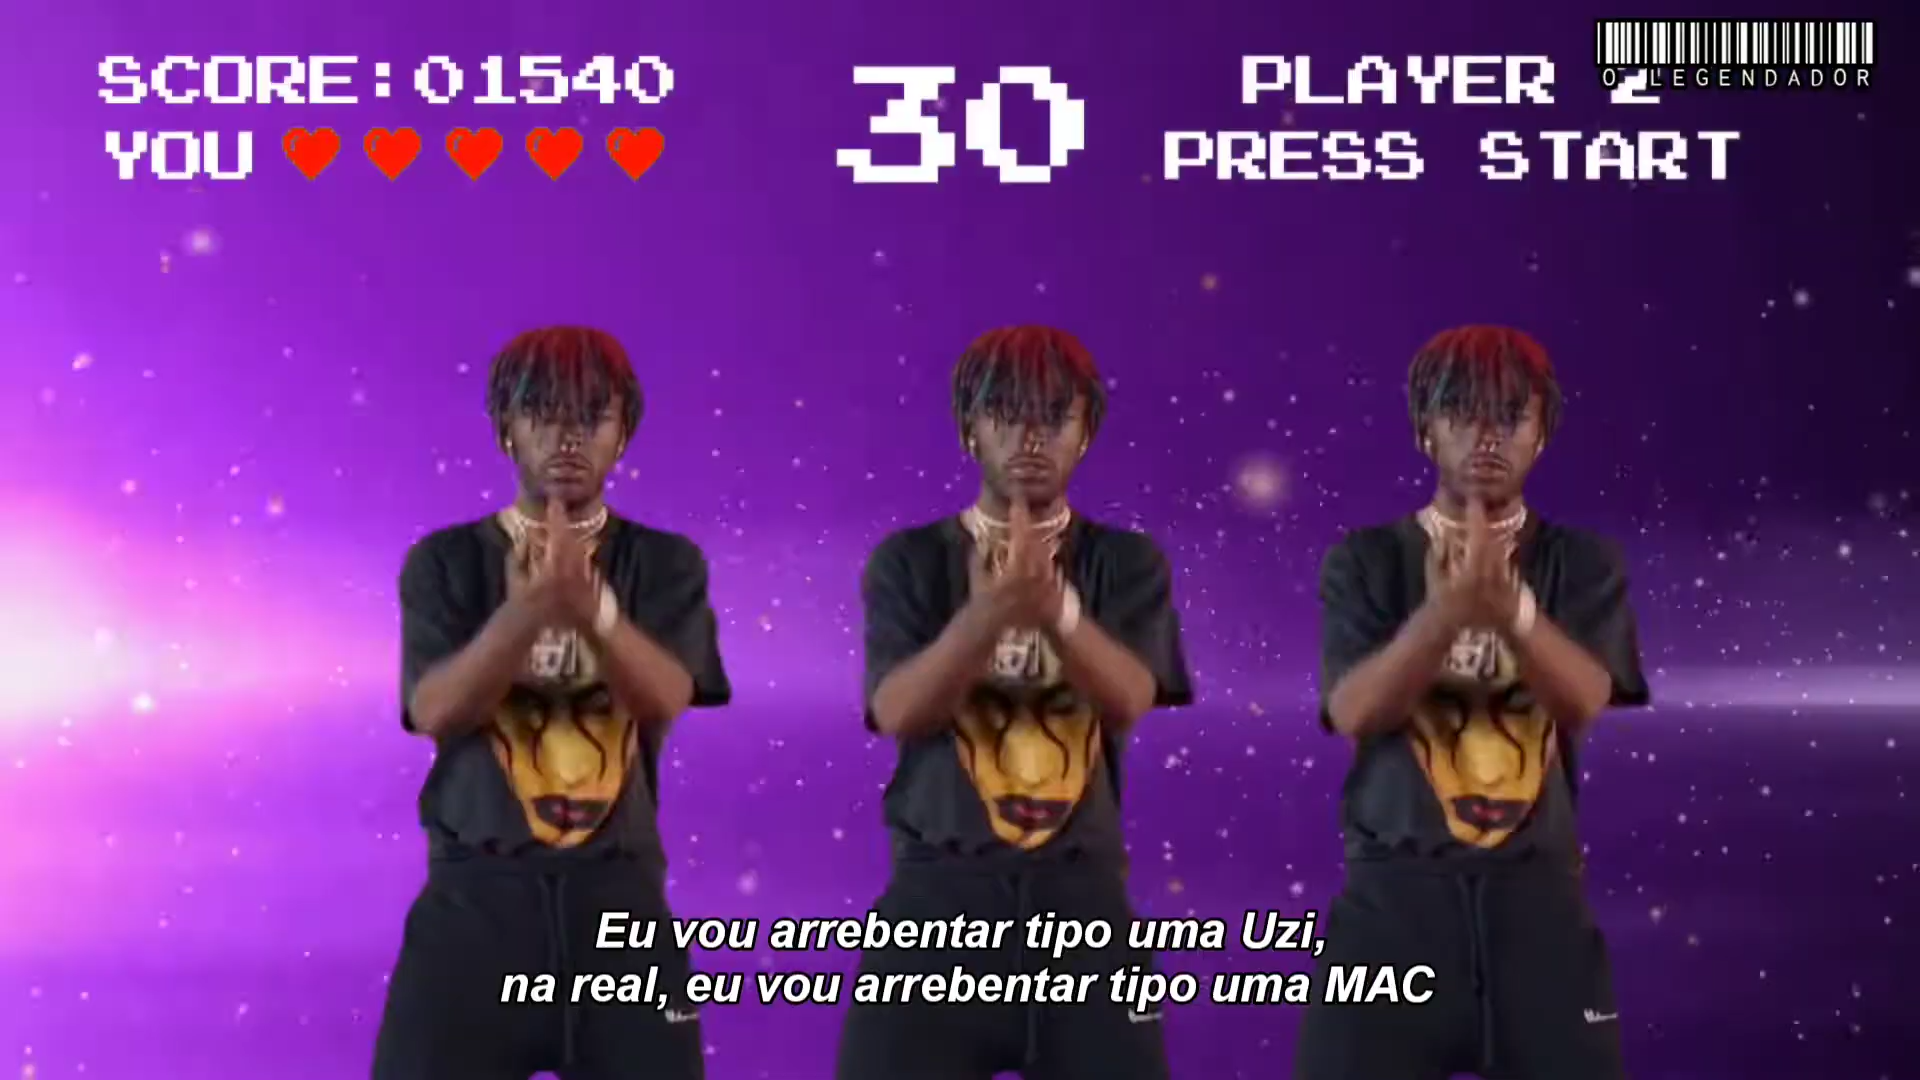 SCORE:01540
YOU
30
PLAYER 2
PRESS START
O LEGENDADOR
Eu vou arrebentar tipo uma Uzi,
na real, eu vou arrebentar tipo uma MAC